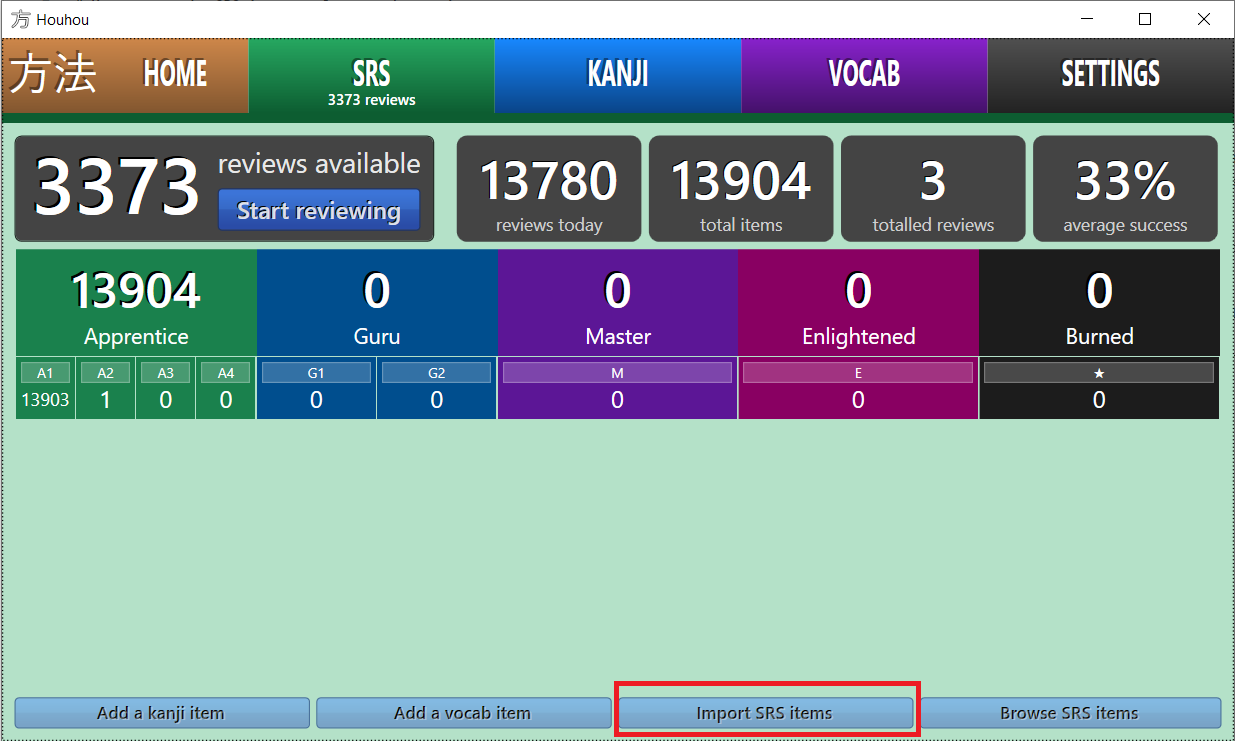 Houhou
方法 HOME SRS KANJI VOCAB SETTINGS
3373 reviews
3373 reviews available
Start reviewing
13780 13904 3 33%
reviews today total items totalled reviews average success
13904 0 0 0 0
Apprentice Guru Master Enlightened Burned
A1 A2 A3 A4 G1 G2 M E ★
13903 1 0 0 0 0 0 0 0
Add a kanji item Add a vocab item Import SRS items Browse SRS items